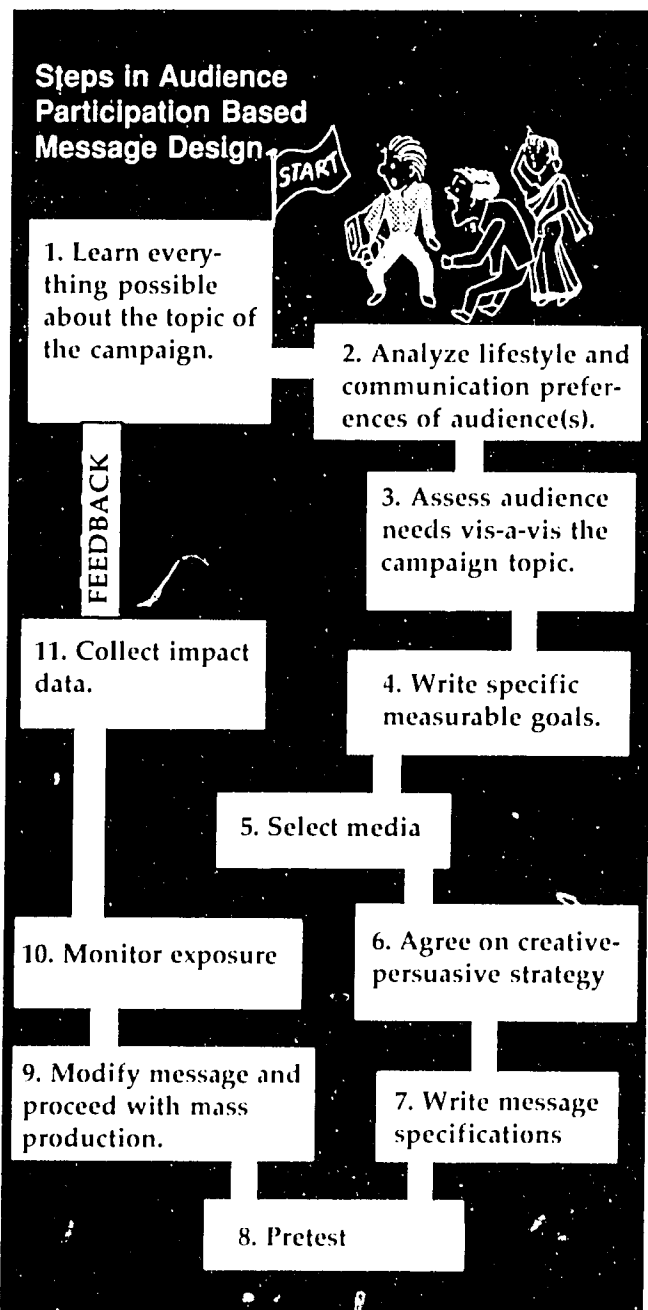 Steps in Audience
Participation Based
Message Design
START
1. Learn every-
thing possible
about the topic of
the campaign.
2. Analyze lifestyle and
communication prefer-
ences of audience(s).
3. Assess audience
needs vis-a-vis the
campaign topic.
4. Write specific
measurable goals.
5. Select media
6. Agree on creative-
persuasive strategy
7. Write message
specifications
8. Pretest
9. Modify message and
proceed with mass
production.
10. Monitor exposure
11. Collect impact
data.
FEEDBACK